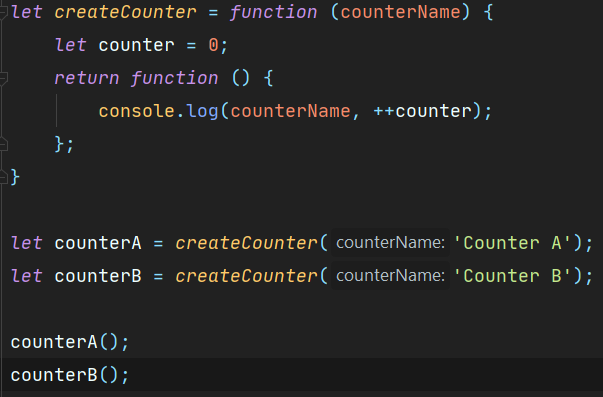 let createCounter = function (counterName) {
    let counter = 0;
    return function () {
        console.log(counterName, ++counter);
    };
}

let counterA = createCounter( counterName: 'Counter A');
let counterB = createCounter( counterName: 'Counter B');

counterA();
counterB();